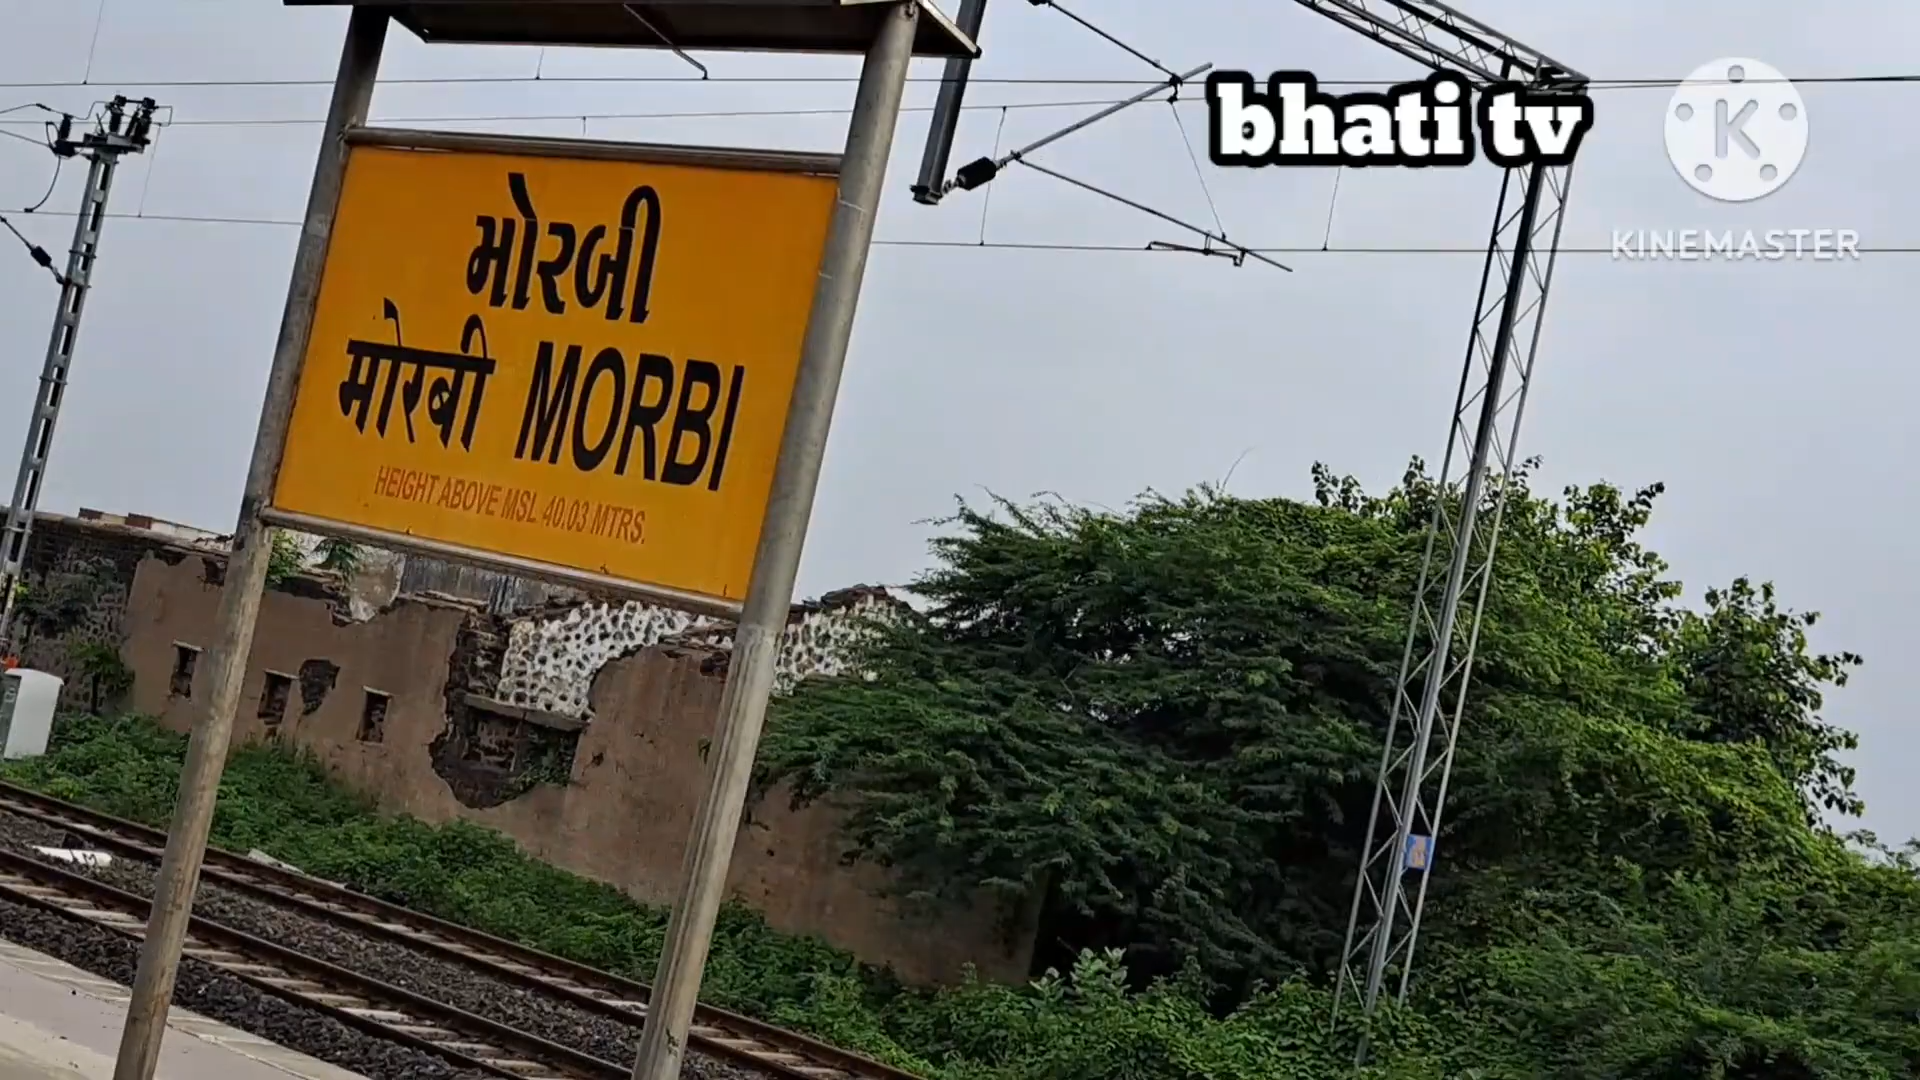 bhati tv
K
KINEMASTER
મોરબી
मोरबी MORBI
HEIGHT ABOVE MSL 40.03 MTRS.